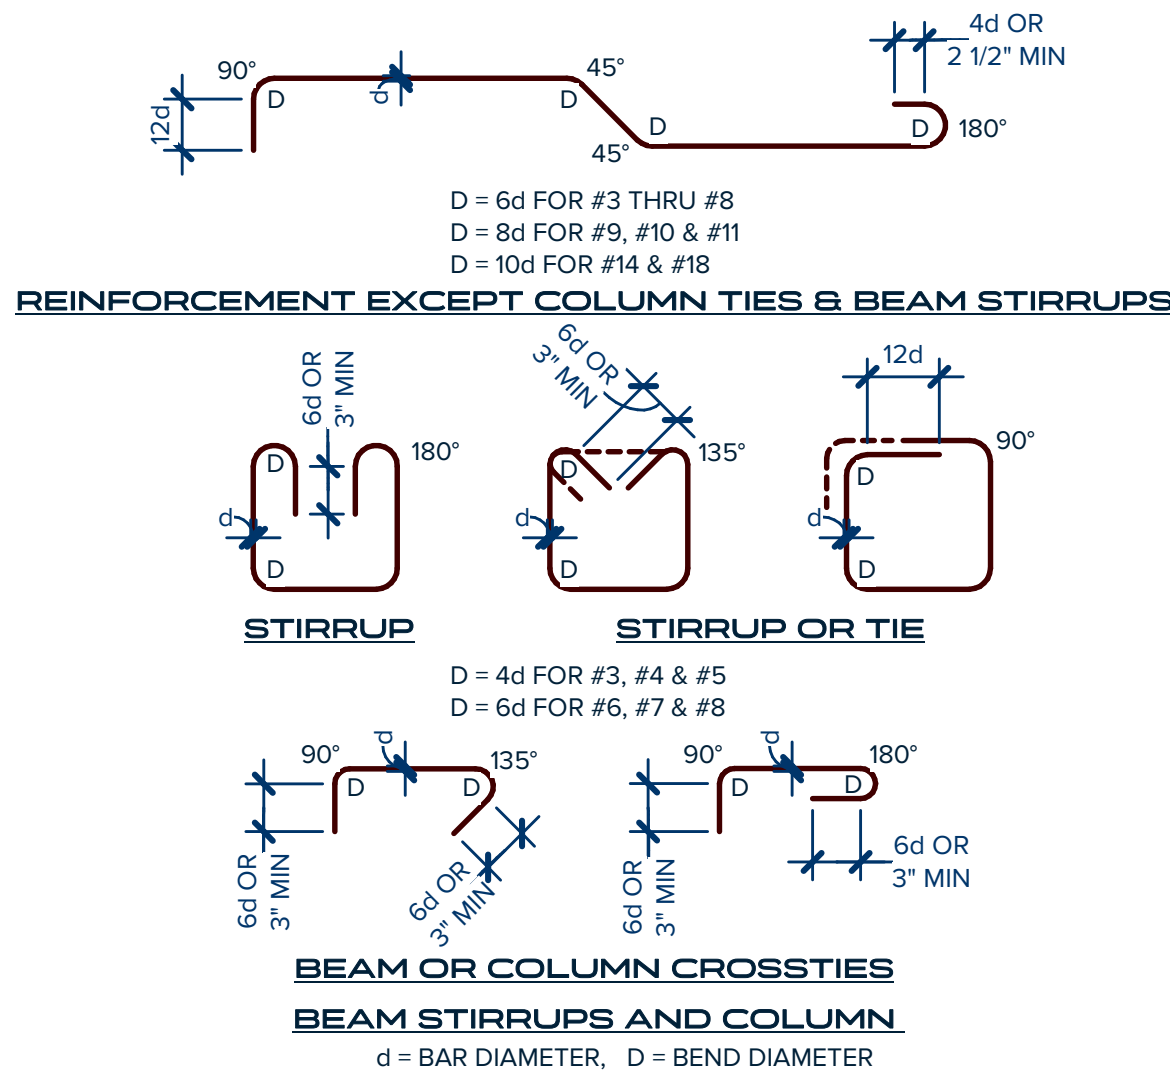 4d OR
2 1/2" MIN
90°
45°
d
D
D
12d
D
D
180°
45°
D = 6d FOR #3 THRU #8
D = 8d FOR #9, #10 & #11
D = 10d FOR #14 & #18
REINFORCEMENT EXCEPT COLUMN TIES & BEAM STIRRUPS
6d OR
3" MIN
6d OR
3" MIN
12d
180°
135°
90°
D
D
D
d
d
d
D
D
D
STIRRUP
STIRRUP OR TIE
D = 4d FOR #3, #4 & #5
D = 6d FOR #6, #7 & #8
90°
d
135°
90°
d
180°
D
D
D
D
6d OR
3" MIN
6d OR
3" MIN
6d OR
3" MIN
6d OR
3" MIN
BEAM OR COLUMN CROSSTIES
BEAM STIRRUPS AND COLUMN
d = BAR DIAMETER, D = BEND DIAMETER